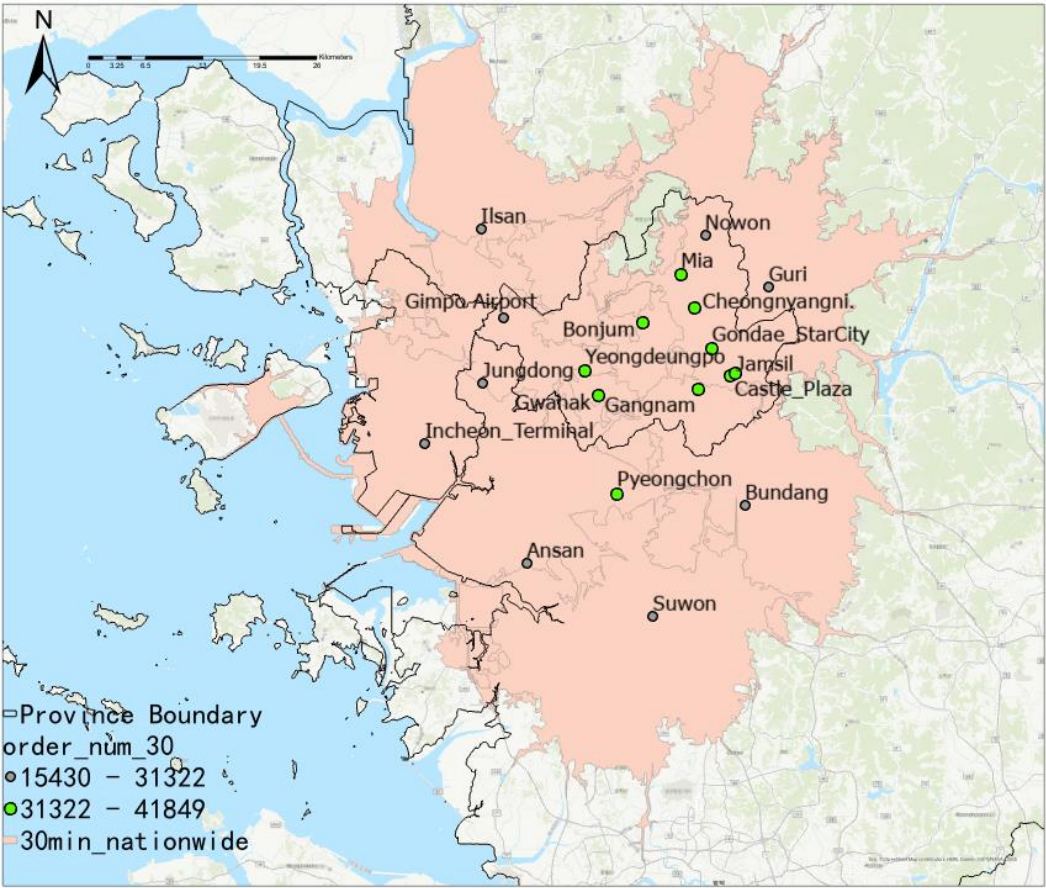 N
Kilometers
0 3.25 6.5 13 19.5 26
Ilsan
Nowon
Mia
Guri
Gimpo Airport
Cheongnyangni.
Bonjum
Gondae_StarCity
Yeongdeungpo
Jamsil
Jungdong
Castle_Plaza
Gwanak
Gangnam
Incheon_Terminal
Pyeongchon
Bundang
Ansan
Suwon
Province Boundary
order_num_30
15430 - 31322
31322 - 41849
30min_nationwide